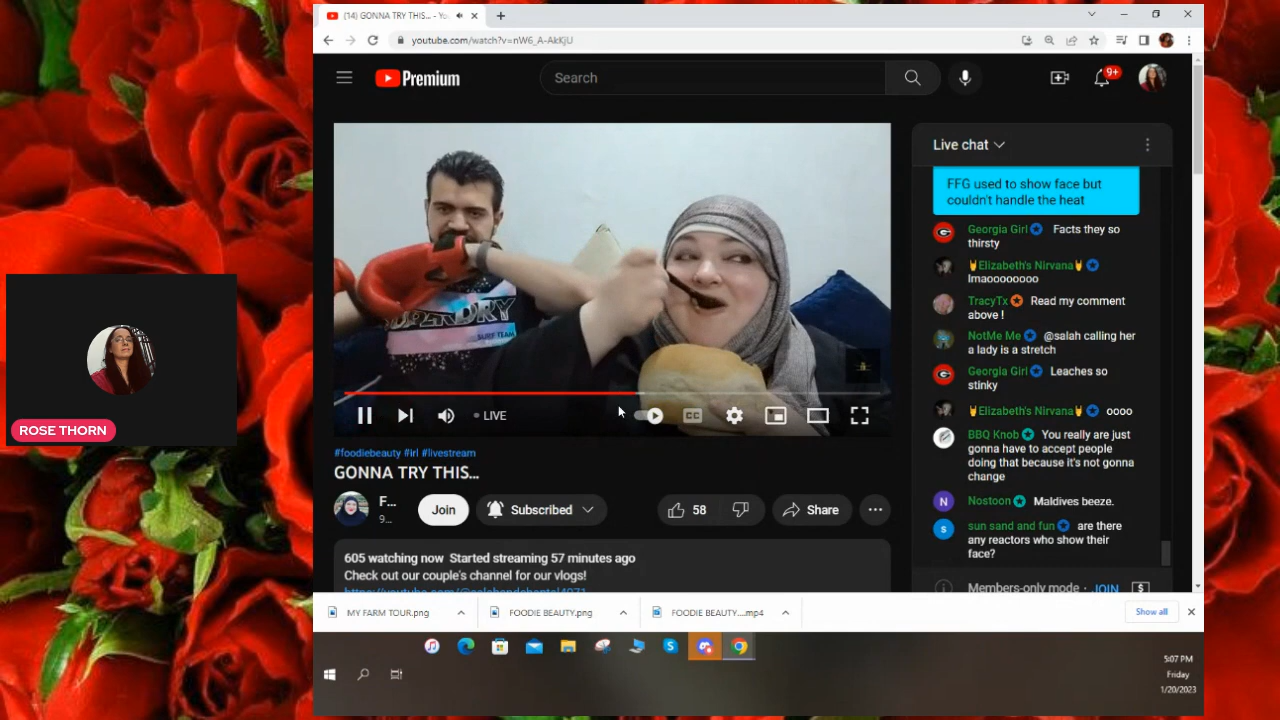 (14) GONNA TRY THIS... - Yo
youtube.com/watch?v=nW6_A-AkKjU
Premium
Search
9+
Live chat
FFG used to show face but
couldn't handle the heat
Georgia Girl Facts they so
thirsty
🤘Elizabeth's Nirvana🤘
lmaoooooooo
TracyTx Read my comment
above !
NotMe Me @salah calling her
a lady is a stretch
Georgia Girl Leaches so
stinky
🤘Elizabeth's Nirvana🤘 oooo
BBQ Knob You really are just
gonna have to accept people
doing that because it's not gonna
change
Nostoon Maldives beeze.
sun sand and fun are there
any reactors who show their
face?
Members-only mode · JOIN
SURF TEAM
LIVE
CC
ROSE THORN
#foodiebeauty #irl #livestream
GONNA TRY THIS...
F...
9...
Join
Subscribed
58
Share
605 watching now Started streaming 57 minutes ago
Check out our couple's channel for our vlogs!
MY FARM TOUR.png
FOODIE BEAUTY.png
FOODIE BEAUTY....mp4
Show all
5:07 PM
Friday
1/20/2023